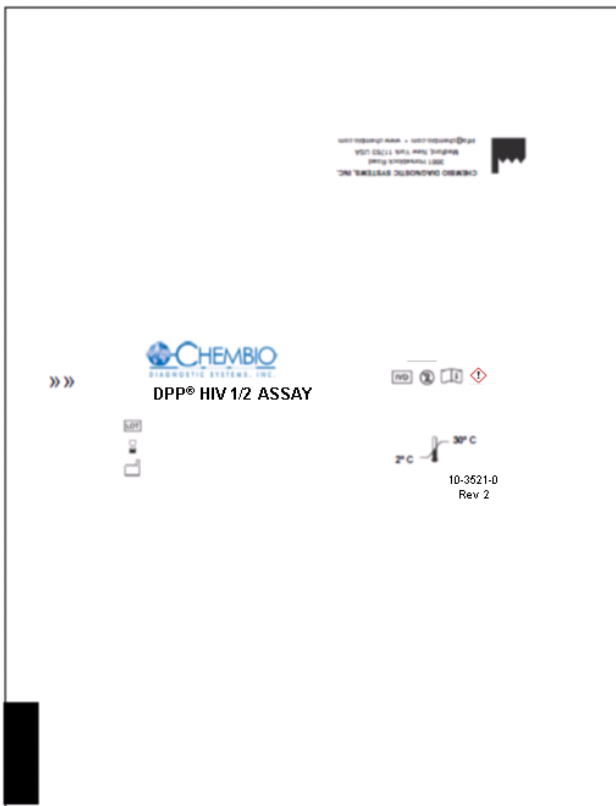 info@chembio.com • www.chembio.com
Medford, New York 11763 USA
3661 Horseblock Road
CHEMBIO DIAGNOSTIC SYSTEMS, INC.
CHEMBIO
DIAGNOSTIC SYSTEMS, INC.
DPP® HIV 1/2 ASSAY
»»
IVD
2
i
!
LOT
30° C
2° C
10-3521-0
Rev 2